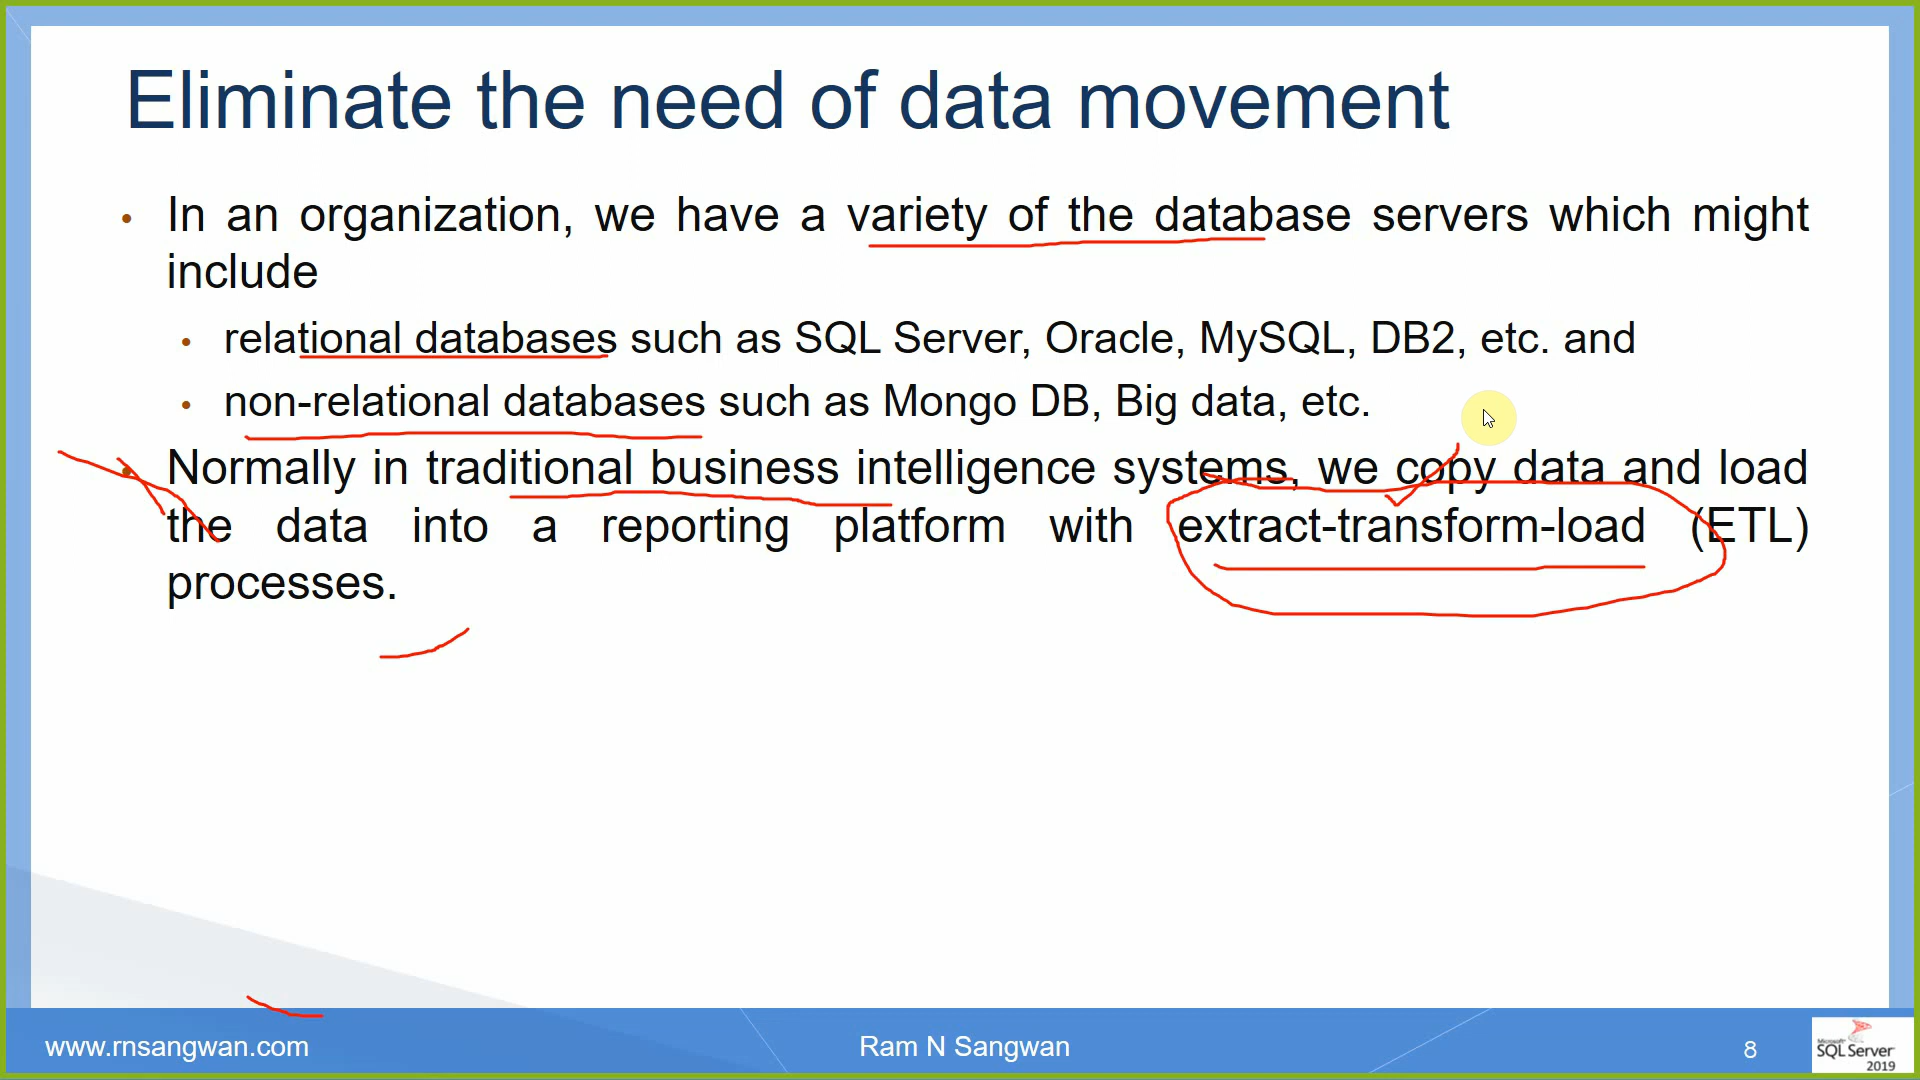 Eliminate the need of data movement
• In an organization, we have a variety of the database servers which might
include
• relational databases such as SQL Server, Oracle, MySQL, DB2, etc. and
• non-relational databases such as Mongo DB, Big data, etc.
• Normally in traditional business intelligence systems, we copy data and load
the data into a reporting platform with extract-transform-load (ETL)
processes.
www.rnsangwan.com
Ram N Sangwan
8
Microsoft
SQL Server
2019